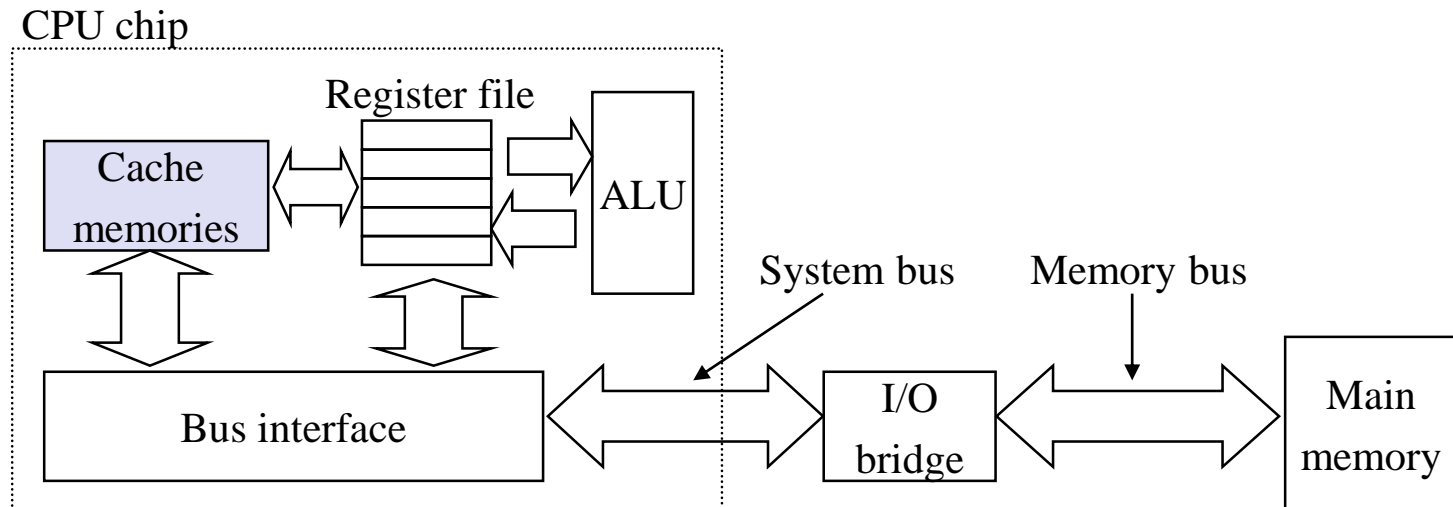 CPU chip
Register file
Cache
memories
ALU
System bus
Memory bus
Bus interface
I/O
bridge
Main
memory